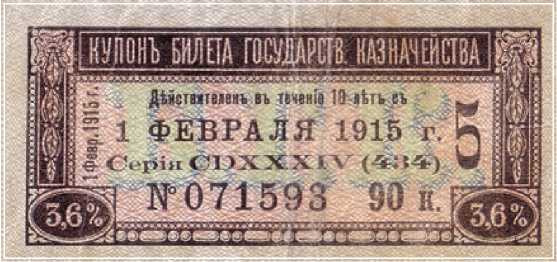 КУПОНЪ БИЛЕТА ГОСУДАРСТВ. КАЗНАЧЕЙСТВА
Дѣйствителенъ въ теченіе 10 лѣтъ съ
1 ФЕВРАЛЯ 1915 г.
Серія CDXXXIV (434)
№ 071593 90 к.
1 Февр. 1915 г.
5
3,6% 3,6%